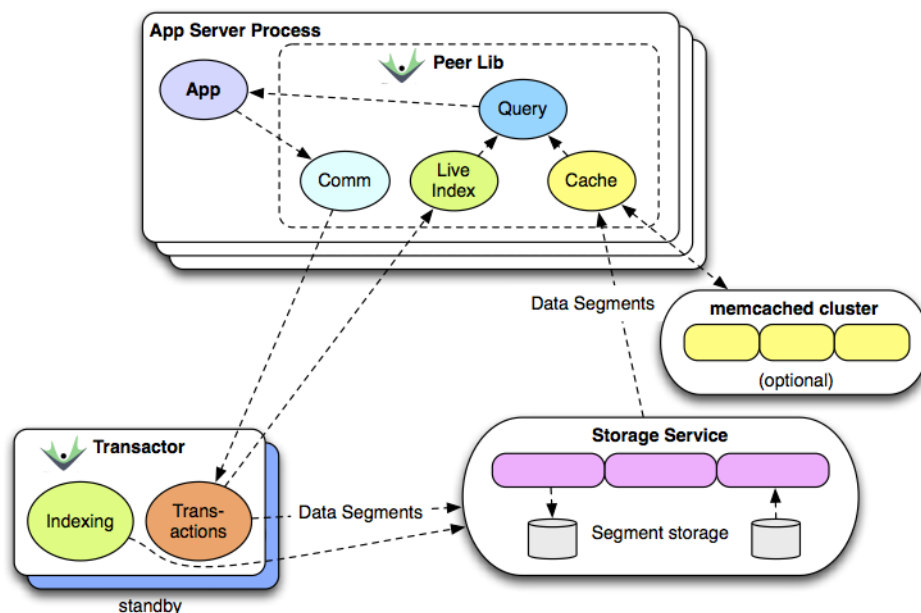 App Server Process
Peer Lib
App
Query
Comm
Live
Index
Cache
Data Segments
memcached cluster
(optional)
Transactor
Storage Service
Indexing
Trans-
actions
Data Segments
Segment storage
standby